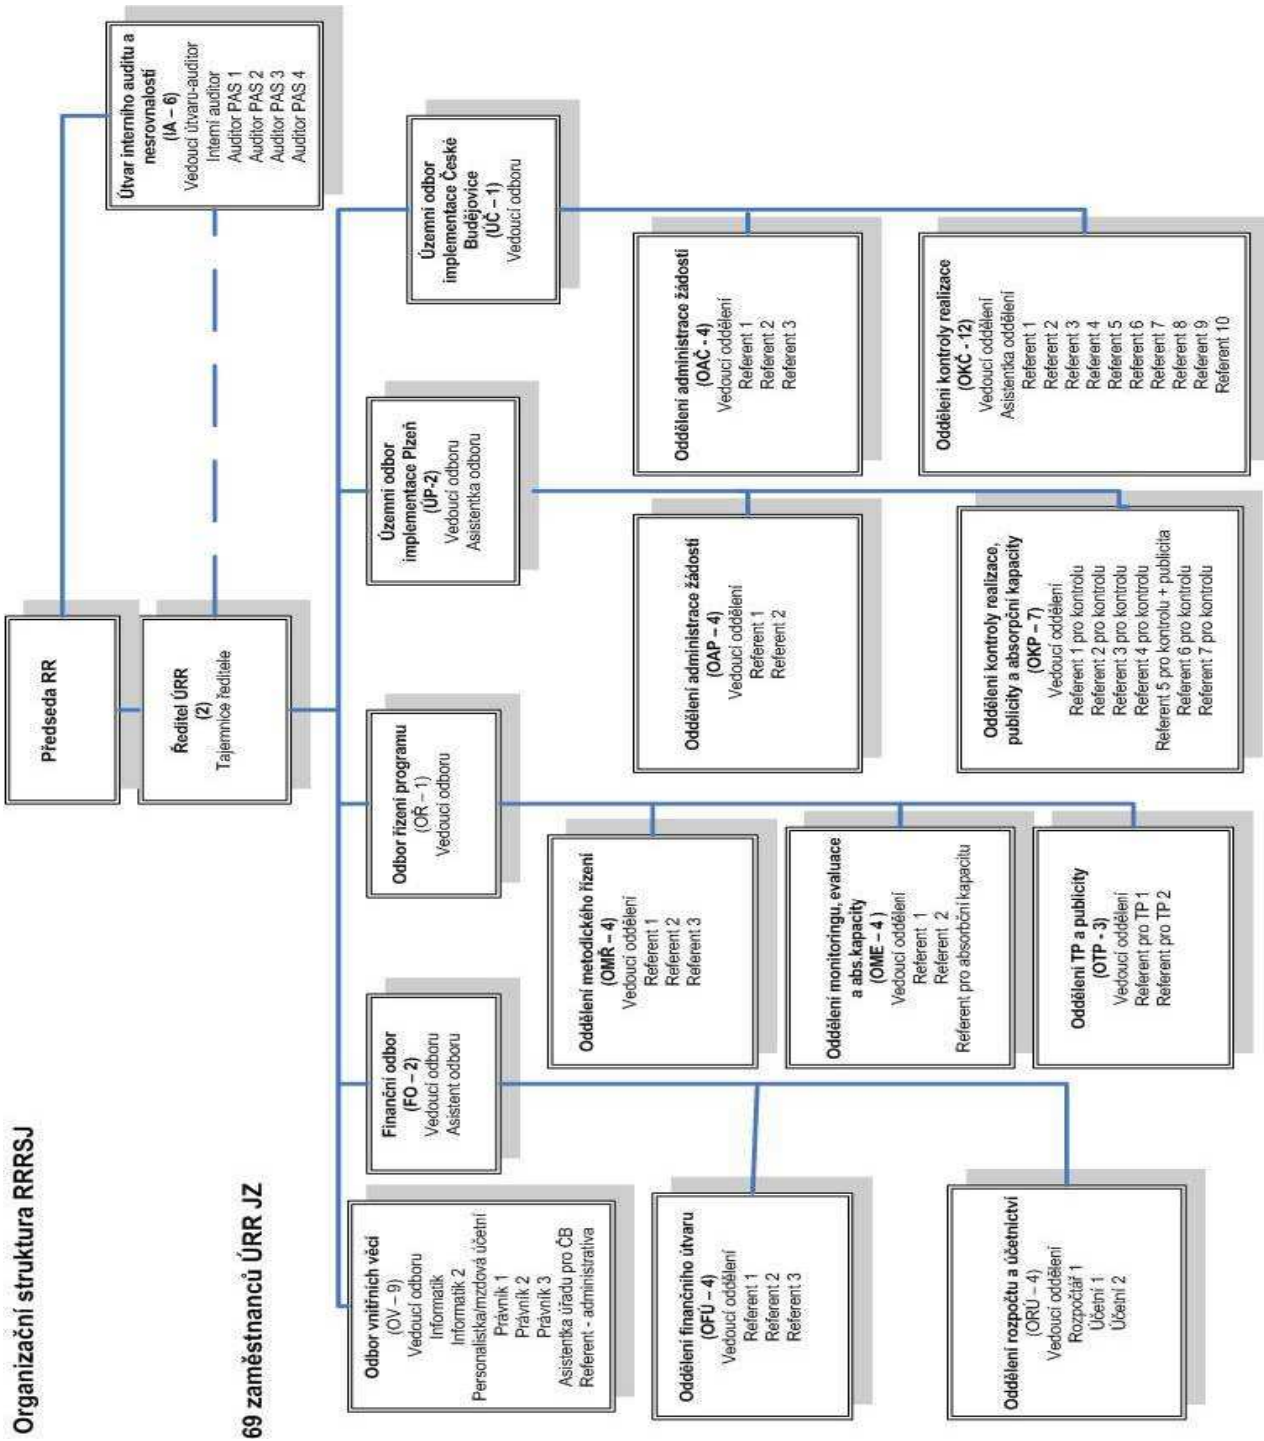 Organizační struktura RRRSJ
69 zaměstnanců ÚRR JZ
Předseda RR
Ředitel ÚRR
(2)
Tajemnice ředitele
Útvar interního auditu a
nesrovnalostí
(IA – 6)
Vedoucí útvaru-auditor
Interní auditor
Auditor PAS 1
Auditor PAS 2
Auditor PAS 3
Auditor PAS 4
Odbor vnitřních věcí
(OV – 9)
Vedoucí odboru
Informatik
Informatik 2
Personalistka/mzdová účetní
Právník 1
Právník 2
Právník 3
Asistentka úřadu pro ČB
Referent - administrativa
Finanční odbor
(FO – 2)
Vedoucí odboru
Asistent odboru
Odbor řízení programu
(OŘ – 1)
Vedoucí odboru
Územní odbor
implementace Plzeň
(ÚP-2)
Vedoucí odboru
Asistentka odboru
Územní odbor
implementace České
Budějovice
(ÚČ – 1)
Vedoucí odboru
Oddělení finančního útvaru
(OFÚ – 4)
Vedoucí oddělení
Referent 1
Referent 2
Referent 3
Oddělení rozpočtu a účetnictví
(ORÚ – 4)
Vedoucí oddělení
Rozpočtář 1
Účetní 1
Účetní 2
Oddělení metodického řízení
(OMŘ – 4)
Vedoucí oddělení
Referent 1
Referent 2
Referent 3
Oddělení monitoringu, evaluace
a abs.kapacity
(OME – 4 )
Vedoucí oddělení
Referent 1
Referent 2
Referent pro absorbční kapacitu
Oddělení TP a publicity
(OTP - 3)
Vedoucí oddělení
Referent pro TP 1
Referent pro TP 2
Oddělení administrace žádostí
(OAP – 4)
Vedoucí oddělení
Referent 1
Referent 2
Oddělení kontroly realizace,
publicity a absorpční kapacity
(OKP – 7)
Vedoucí oddělení
Referent 1 pro kontrolu
Referent 2 pro kontrolu
Referent 3 pro kontrolu
Referent 4 pro kontrolu
Referent 5 pro kontrolu + publicita
Referent 6 pro kontrolu
Referent 7 pro kontrolu
Oddělení administrace žádostí
(OAČ - 4)
Vedoucí oddělení
Referent 1
Referent 2
Referent 3
Oddělení kontroly realizace
(OKČ - 12)
Vedoucí oddělení
Asistentka oddělení
Referent 1
Referent 2
Referent 3
Referent 4
Referent 5
Referent 6
Referent 7
Referent 8
Referent 9
Referent 10